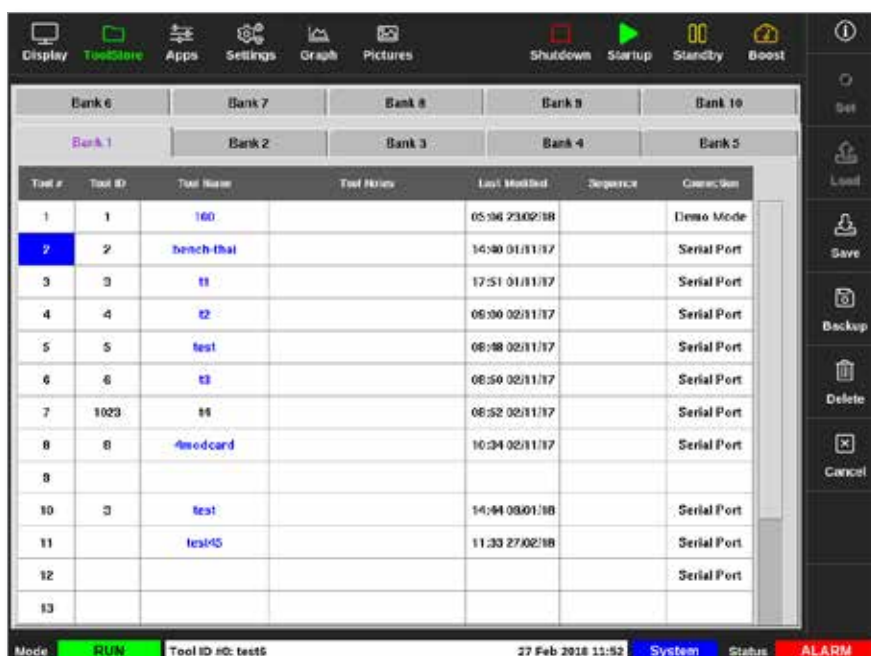 Display ToolStore Apps Settings Graph Pictures Shutdown Startup Standby Boost
Set
Load
Save
Backup
Delete
Cancel
Bank 6 Bank 7 Bank 8 Bank 9 Bank 10
Bank 1 Bank 2 Bank 3 Bank 4 Bank 5
Tool # Tool ID Tool Name Tool Notes Last Modified Sequence Connection
1 1 160 05:06 23/02/18 Demo Mode
2 2 bench-thai 14:40 01/11/17 Serial Port
3 3 t1 17:51 01/11/17 Serial Port
4 4 t2 08:00 02/11/17 Serial Port
5 5 test 08:48 02/11/17 Serial Port
6 6 t3 08:50 02/11/17 Serial Port
7 1023 t4 08:52 02/11/17 Serial Port
8 8 4modcard 10:34 02/11/17 Serial Port
9
10 3 test 14:44 Serial Port
11 test45 11:33 27/02/18 Serial Port
12 Serial Port
13
Mode RUN Tool ID #0: test6 27 Feb 2018 11:52 System Status ALARM